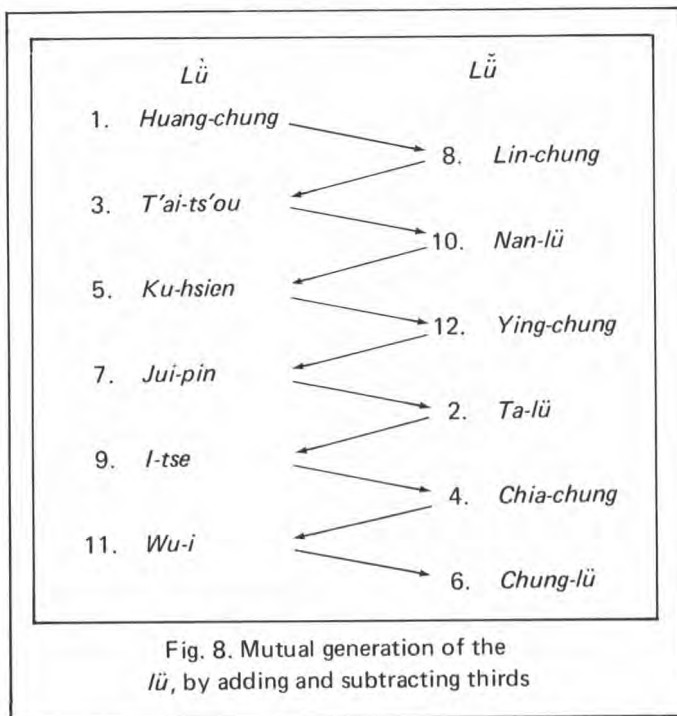 Lǜ Lǚ
1. Huang-chung
8. Lin-chung
3. T'ai-ts'ou
10. Nan-lü
5. Ku-hsien
12. Ying-chung
7. Jui-pin
2. Ta-lü
9. I-tse
4. Chia-chung
11. Wu-i
6. Chung-lü
Fig. 8. Mutual generation of the
lü, by adding and subtracting thirds